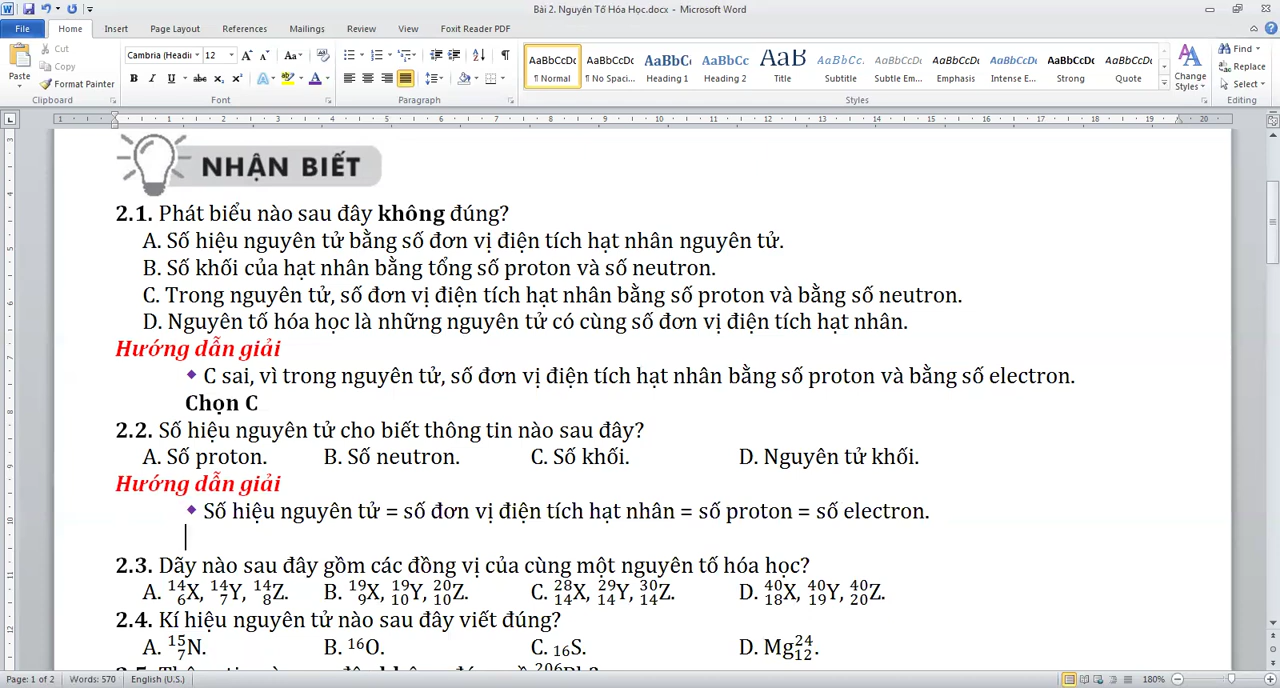 Bài 2. Nguyên Tố Hóa Học.docx - Microsoft Word
File Home Insert Page Layout References Mailings Review View Foxit Reader PDF
Cut
Copy
Format Painter
Paste
Clipboard
Cambria (Headi 12
Font
Paragraph
AaBbCcDc AaBbCcDc AaBbC AaBbCc AaB AaBbCc. AaBbCcDc AaBbCcDc AaBbCcDc AaBbCcDc AaBbCcDc
¶ Normal ¶ No Spaci... Heading 1 Heading 2 Title Subtitle Subtle Em... Emphasis Intense E... Strong Quote
Change Styles
Styles
Find
Replace
Select
Editing
NHẬN BIẾT
2.1. Phát biểu nào sau đây không đúng?
A. Số hiệu nguyên tử bằng số đơn vị điện tích hạt nhân nguyên tử.
B. Số khối của hạt nhân bằng tổng số proton và số neutron.
C. Trong nguyên tử, số đơn vị điện tích hạt nhân bằng số proton và bằng số neutron.
D. Nguyên tố hóa học là những nguyên tử có cùng số đơn vị điện tích hạt nhân.
Hướng dẫn giải
C sai, vì trong nguyên tử, số đơn vị điện tích hạt nhân bằng số proton và bằng số electron.
Chọn C
2.2. Số hiệu nguyên tử cho biết thông tin nào sau đây?
A. Số proton. B. Số neutron. C. Số khối. D. Nguyên tử khối.
Hướng dẫn giải
Số hiệu nguyên tử = số đơn vị điện tích hạt nhân = số proton = số electron.
2.3. Dãy nào sau đây gồm các đồng vị của cùng một nguyên tố hóa học?
A. ¹⁴₆X, ¹⁴₇Y, ¹⁴₈Z. B. ¹⁹₉X, ¹⁹₁₀Y, ²⁰₁₀Z. C. ²⁸₁₄X, ²⁹₁₄Y, ³⁰₁₄Z. D. ⁴⁰₁₈X, ⁴⁰₁₉Y, ⁴⁰₂₀Z.
2.4. Kí hiệu nguyên tử nào sau đây viết đúng?
A. ¹⁵₇N. B. ¹⁶O. C. ₁₆S. D. Mg²⁴₁₂.
Page: 1 of 2 Words: 570 English (U.S.) 180%